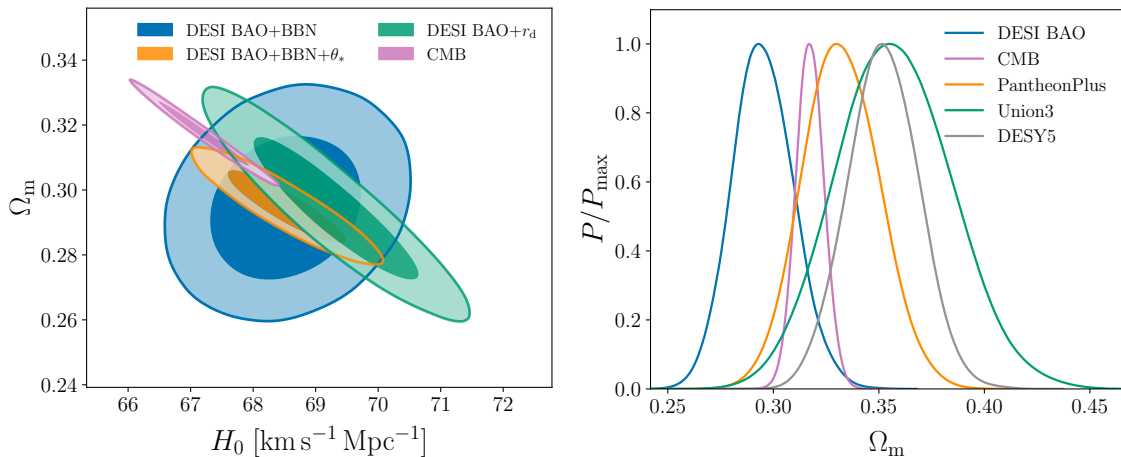 DESI BAO+BBN
DESI BAO+BBN+θ*
DESI BAO+r_d
CMB
0.34
0.32
0.30
0.28
0.26
0.24
Ω_m
66 67 68 69 70 71 72
H_0 [km s^−1 Mpc^−1]
DESI BAO
CMB
PantheonPlus
Union3
DESY5
1.0
0.8
0.6
0.4
0.2
0.0
P/P_max
0.25 0.30 0.35 0.40 0.45
Ω_m